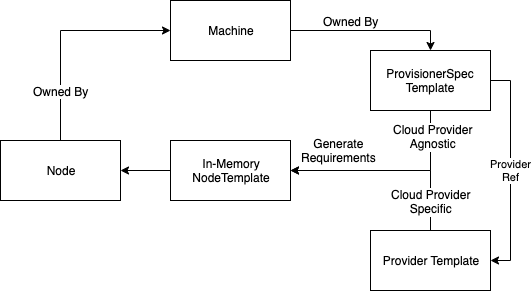 Machine
Owned By
ProvisionerSpec
Template
Owned By
Cloud Provider
Agnostic
Generate
Requirements
Provider
Ref
Node
In-Memory
NodeTemplate
Cloud Provider
Specific
Provider Template